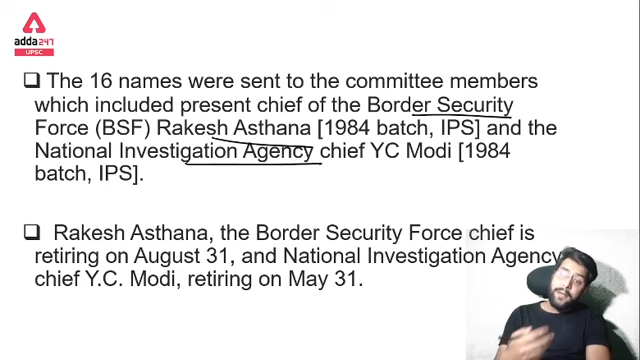 adda247
UPSC
The 16 names were sent to the committee members
which included present chief of the Border Security
Force (BSF) Rakesh Asthana [1984 batch, IPS] and the
National Investigation Agency chief YC Modi [1984
batch, IPS].
Rakesh Asthana, the Border Security Force chief is
retiring on August 31, and National Investigation Agency
chief Y.C. Modi, retiring on May 31.